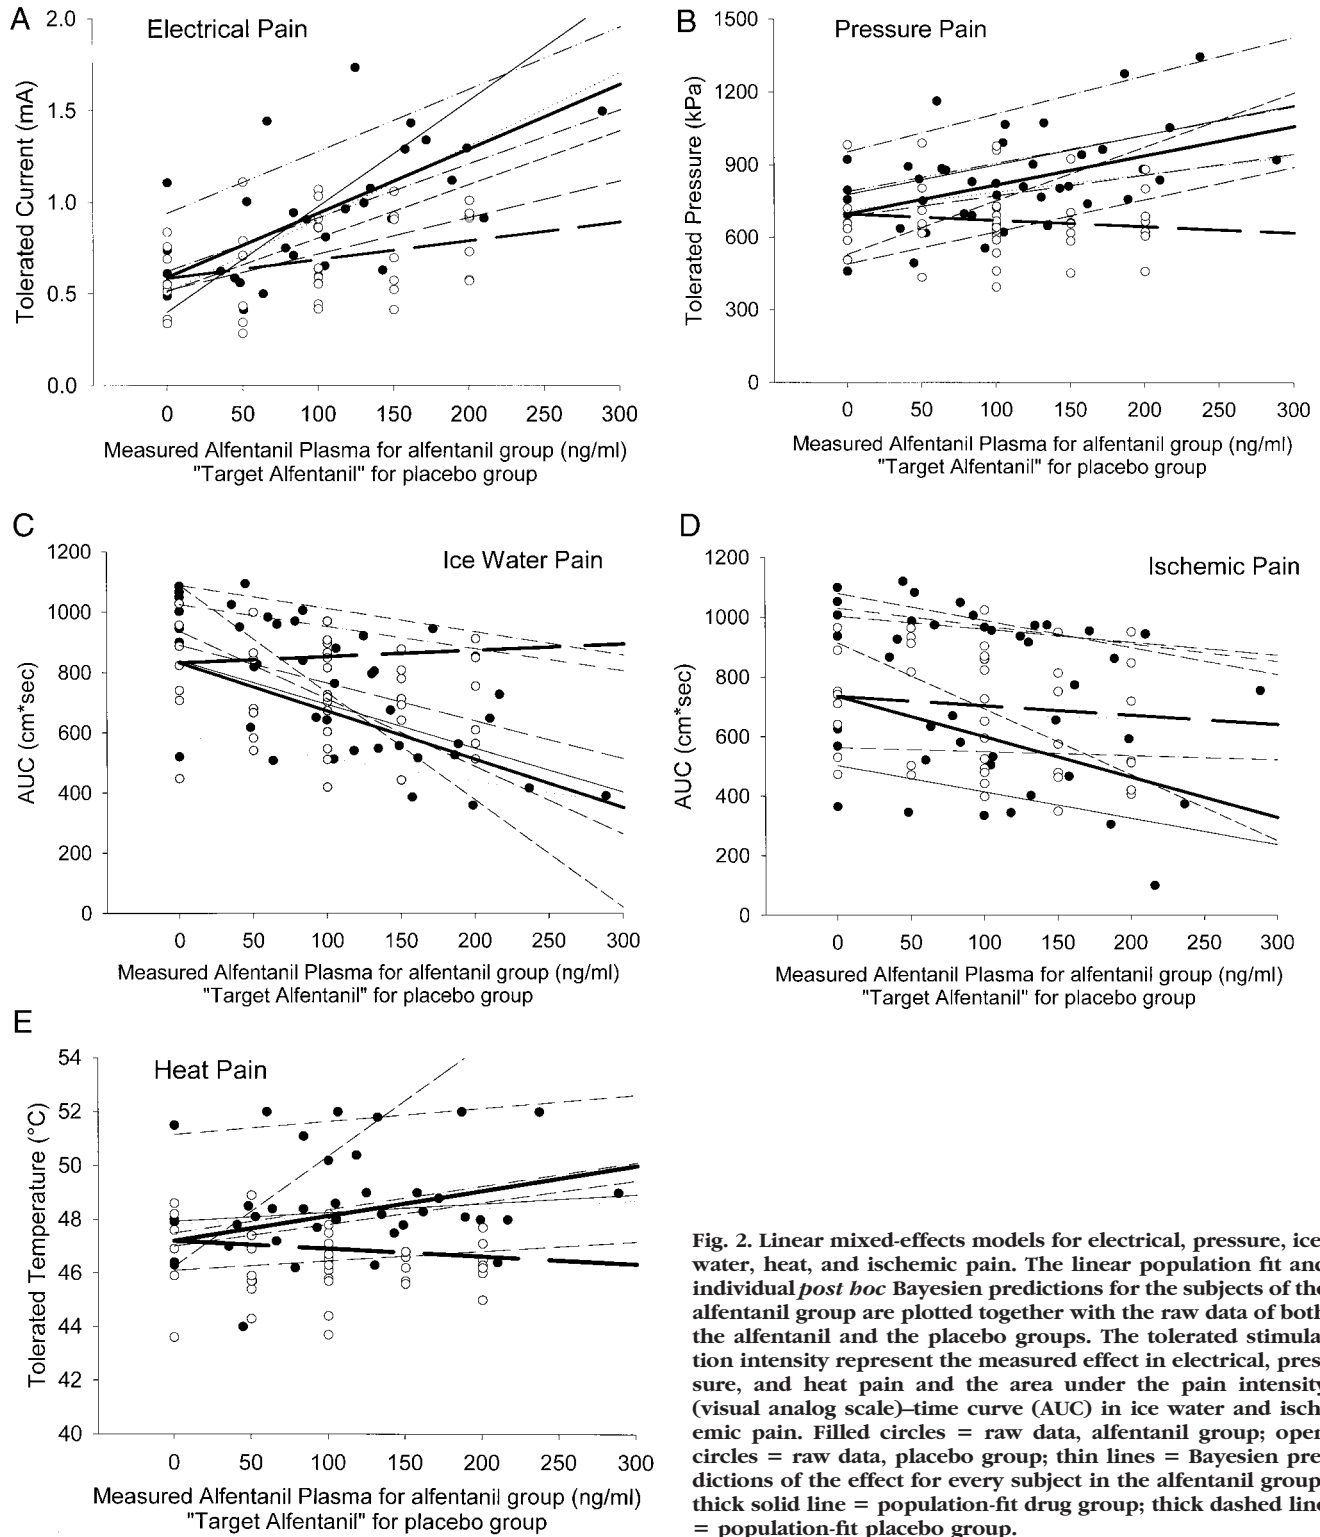 A
Electrical Pain
2.0
1.5
1.0
0.5
0.0
Tolerated Current (mA)
0 50 100 150 200 250 300
Measured Alfentanil Plasma for alfentanil group (ng/ml)
"Target Alfentanil" for placebo group
B
Pressure Pain
1500
1200
900
600
300
0
Tolerated Pressure (kPa)
0 50 100 150 200 250 300
Measured Alfentanil Plasma for alfentanil group (ng/ml)
"Target Alfentanil" for placebo group
C
Ice Water Pain
1200
1000
800
600
400
200
0
AUC (cm*sec)
0 50 100 150 200 250 300
Measured Alfentanil Plasma for alfentanil group (ng/ml)
"Target Alfentanil" for placebo group
D
Ischemic Pain
1200
1000
800
600
400
200
0
AUC (cm*sec)
0 50 100 150 200 250 300
Measured Alfentanil Plasma for alfentanil group (ng/ml)
"Target Alfentanil" for placebo group
E
Heat Pain
54
52
50
48
46
44
42
40
Tolerated Temperature (°C)
0 50 100 150 200 250 300
Measured Alfentanil Plasma for alfentanil group (ng/ml)
"Target Alfentanil" for placebo group
Fig. 2. Linear mixed-effects models for electrical, pressure, ice
water, heat, and ischemic pain. The linear population fit and
individual post hoc Bayesien predictions for the subjects of the
alfentanil group are plotted together with the raw data of both
the alfentanil and the placebo groups. The tolerated stimula
tion intensity represent the measured effect in electrical, pres
sure, and heat pain and the area under the pain intensity
(visual analog scale)–time curve (AUC) in ice water and isch
emic pain. Filled circles = raw data, alfentanil group; open
circles = raw data, placebo group; thin lines = Bayesien pre
dictions of the effect for every subject in the alfentanil group
thick solid line = population-fit drug group; thick dashed line
= population-fit placebo group.